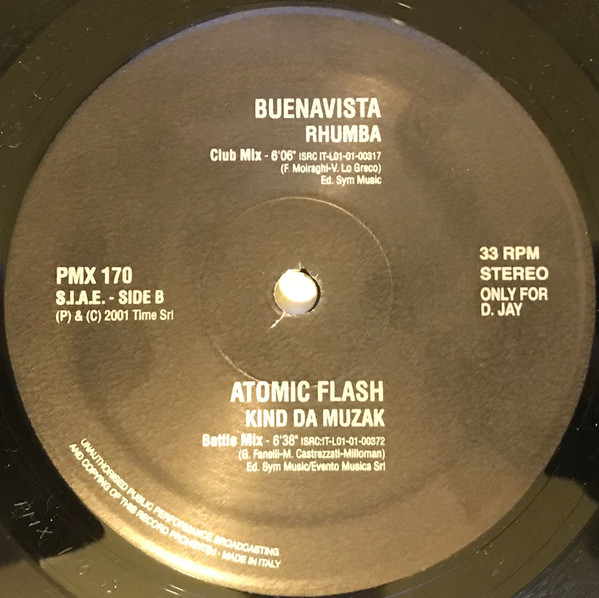 BUENAVISTA
RHUMBA
Club Mix - 6'06" ISRC IT-L01-01-00317
(F. Moiraghi-V. Lo Greco)
Ed. Sym Music
PMX 170
S.I.A.E. - SIDE B
(P) & (C) 2001 Time Srl
33 RPM
STEREO
ONLY FOR
D. JAY
ATOMIC FLASH
KIND DA MUZAK
Battle Mix - 6'38" ISRC:IT-L01-01-00372
(G. Fanelli-M. Castrezzati-Milloman)
Ed. Sym Music/Evento Musica Srl
UNAUTHORISED PUBLIC PERFORMANCE BROADCASTING
AND COPYING OF THIS RECORD PROHIBITED - MADE IN ITALY
PMX